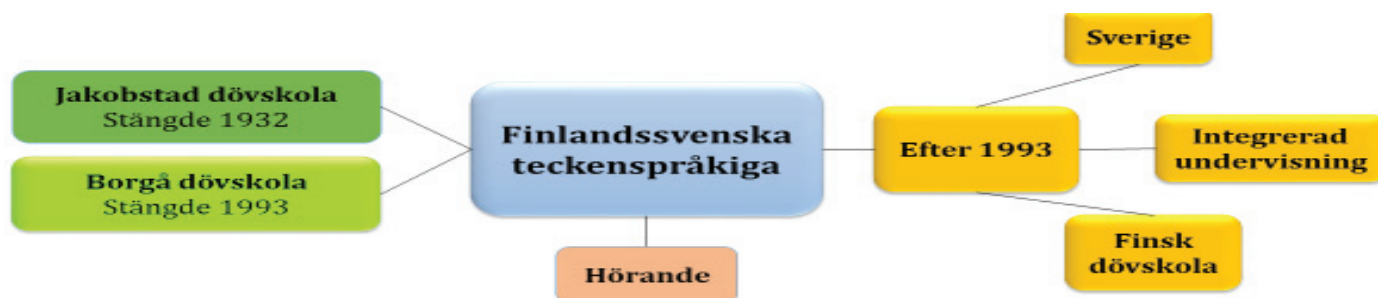 Jakobstad dövskola
Stängde 1932
Borgå dövskola
Stängde 1993
Finlandssvenska
teckenspråkiga
Hörande
Efter 1993
Sverige
Integrerad
undervisning
Finsk
dövskola